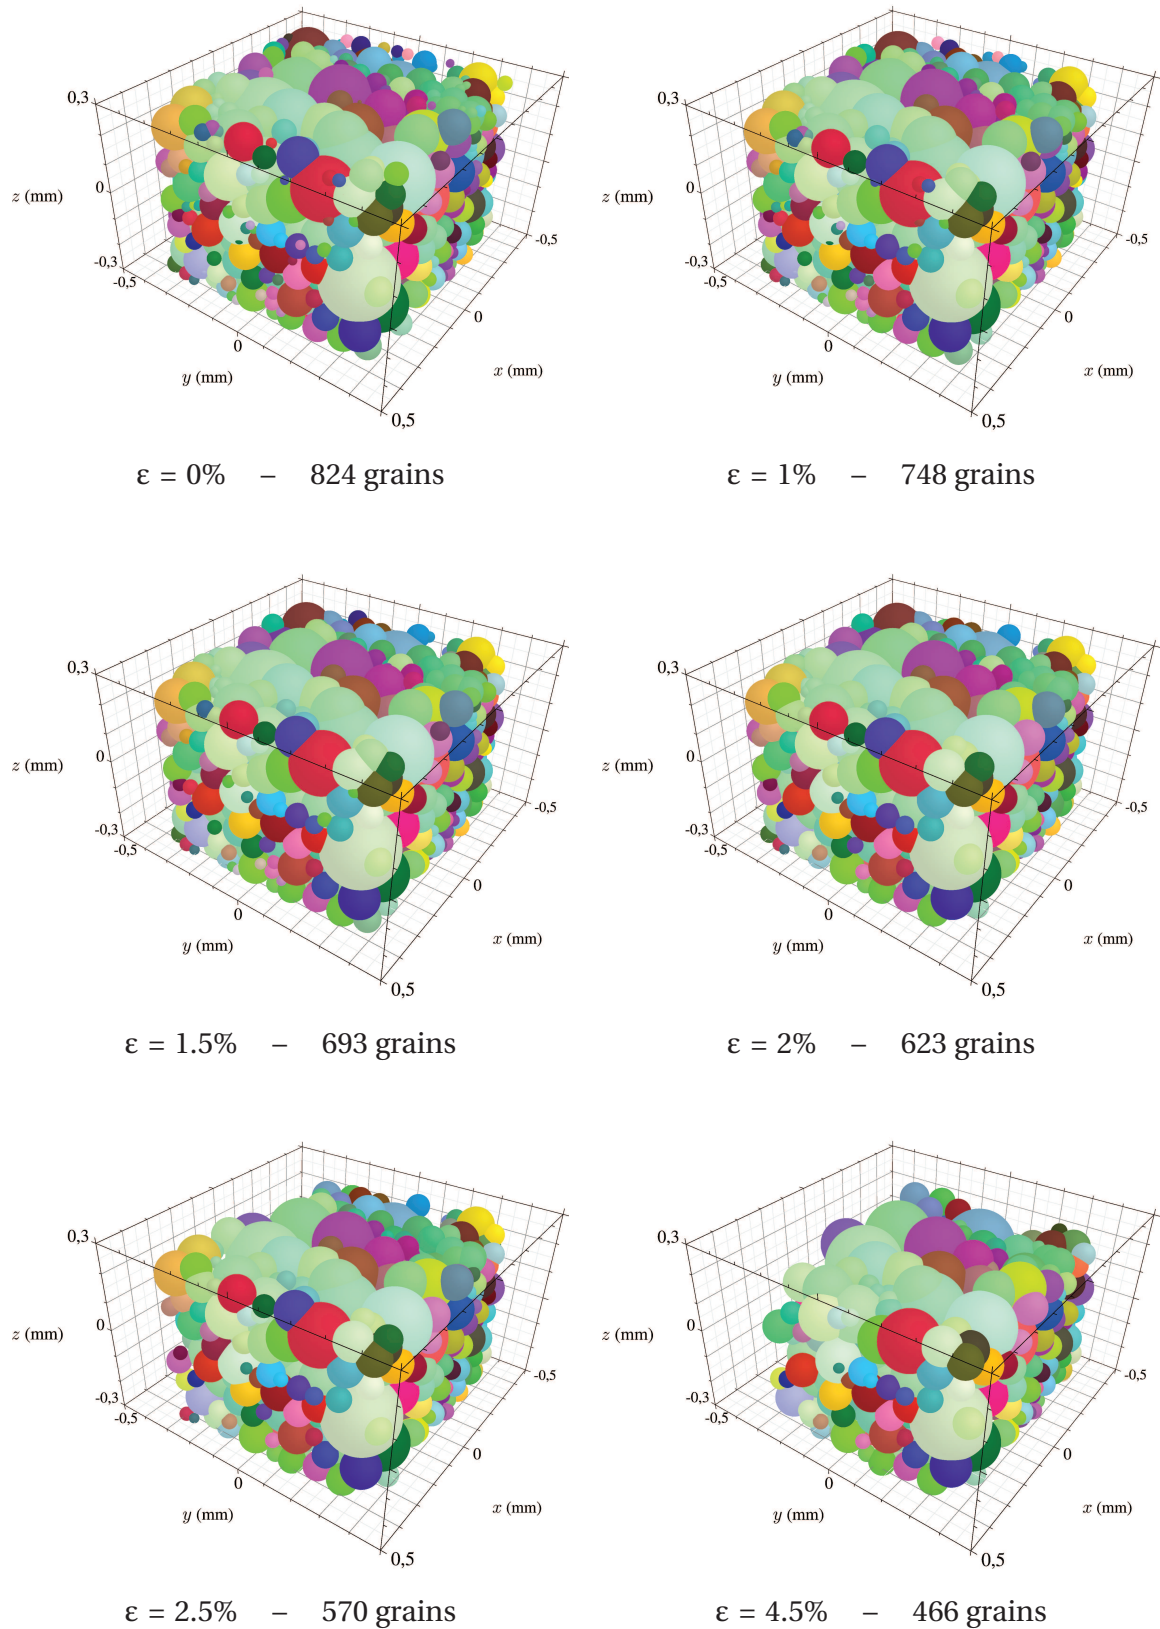 0,3
z (mm)
0
-0,3
-0,5
0
y (mm)
0,5
x (mm)
0
-0,5
ε = 0% – 824 grains
0,3
z (mm)
0
-0,3
-0,5
0
y (mm)
0,5
x (mm)
0
-0,5
ε = 1% – 748 grains
0,3
z (mm)
0
-0,3
-0,5
0
y (mm)
0,5
x (mm)
0
-0,5
ε = 1.5% – 693 grains
0,3
z (mm)
0
-0,3
-0,5
0
y (mm)
0,5
x (mm)
0
-0,5
ε = 2% – 623 grains
0,3
z (mm)
0
-0,3
-0,5
0
y (mm)
0,5
x (mm)
0
-0,5
ε = 2.5% – 570 grains
0,3
z (mm)
0
-0,3
-0,5
0
y (mm)
0,5
x (mm)
0
-0,5
ε = 4.5% – 466 grains